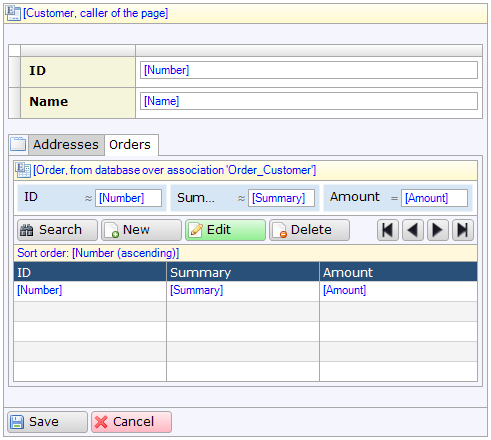 [Customer, caller of the page]
ID [Number]
Name [Name]
Addresses Orders
[Order, from database over association 'Order_Customer']
ID ≈ [Number] Sum... ≈ [Summary] Amount = [Amount]
Search New Edit Delete
Sort order: [Number (ascending)]
ID Summary Amount
[Number] [Summary] [Amount]
Save Cancel